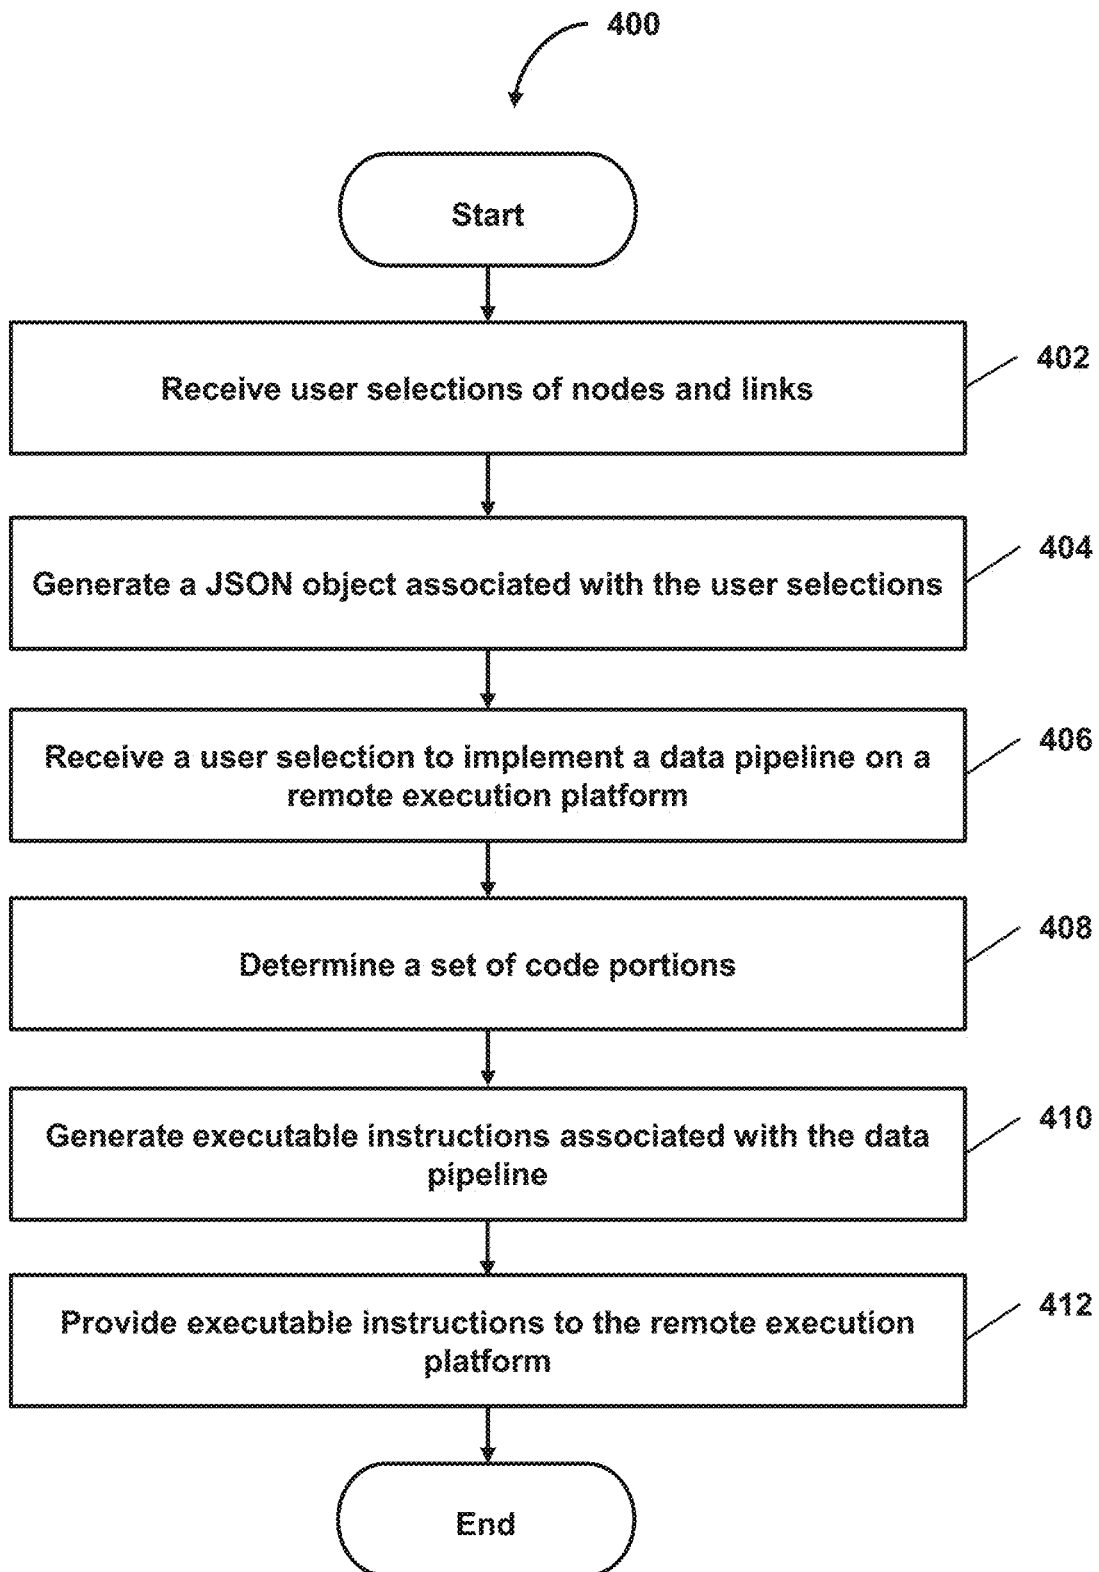 400
Start
Receive user selections of nodes and links
402
Generate a JSON object associated with the user selections
404
Receive a user selection to implement a data pipeline on a
remote execution platform
406
Determine a set of code portions
408
Generate executable instructions associated with the data
pipeline
410
Provide executable instructions to the remote execution
platform
412
End